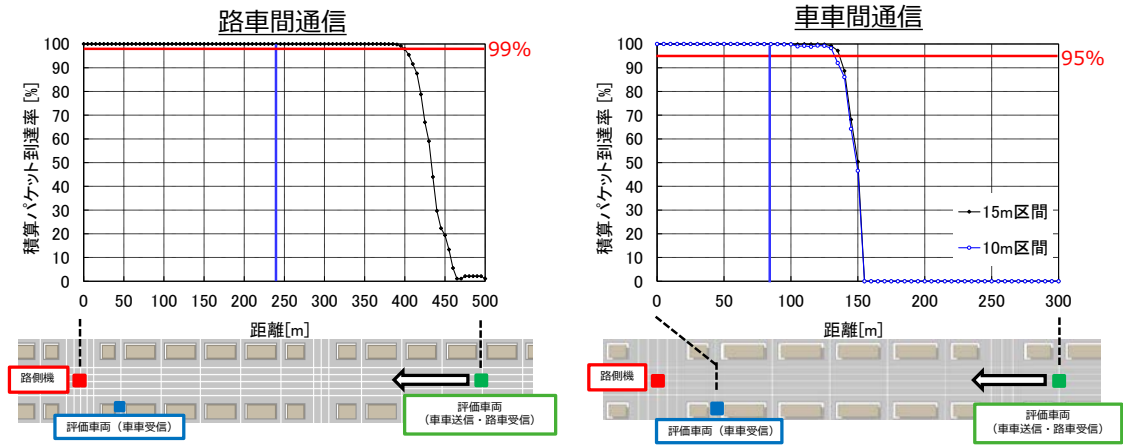 路車間通信
積算パケット到達率 [%]
100
90
80
70
60
50
40
30
20
10
0
99%
0 50 100 150 200 250 300 350 400 450 500
距離[m]
路側機
評価車両(車車受信)
評価車両
(車車送信・路車受信)
車車間通信
積算パケット到達率 [%]
100
90
80
70
60
50
40
30
20
10
0
95%
15m区間
10m区間
0 50 100 150 200 250 300
距離[m]
路側機
評価車両(車車受信)
評価車両
(車車送信・路車受信)